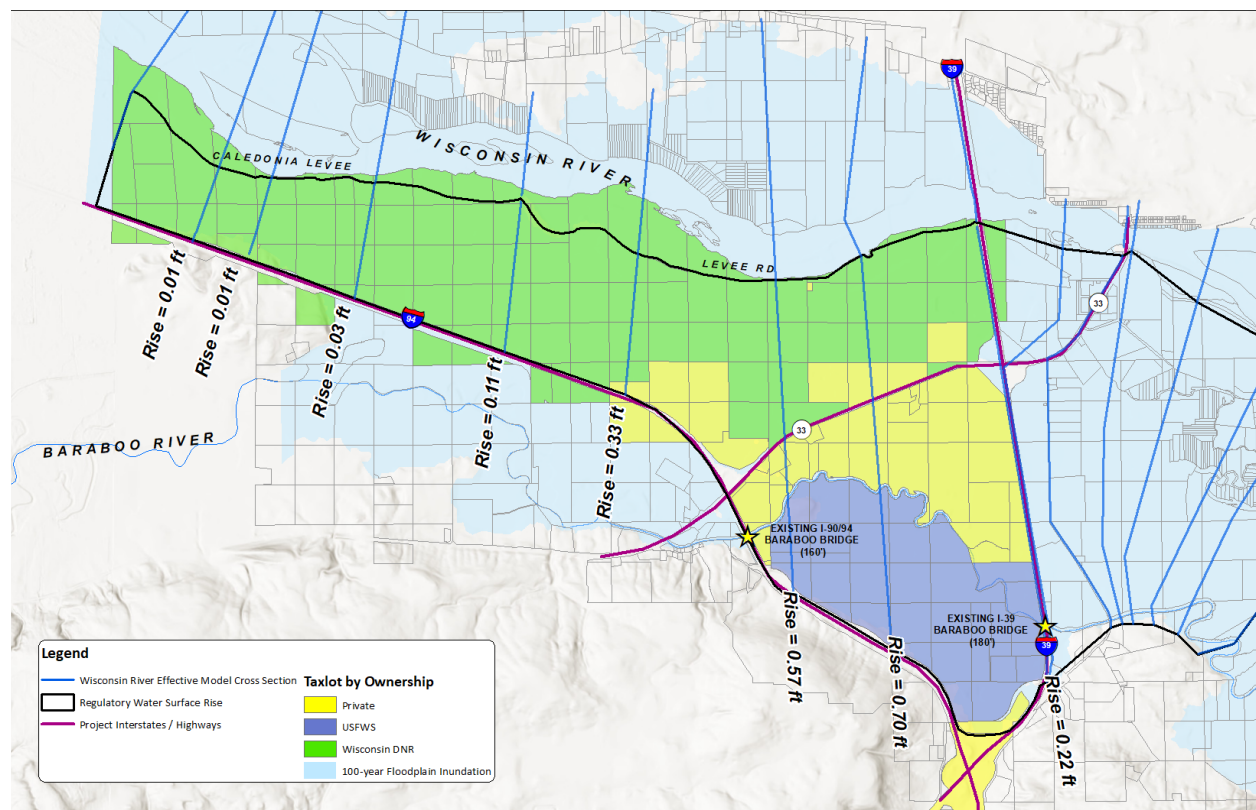 39
WISCONSIN RIVER
CALEDONIA LEVEE
LEVEE RD
33
94
33
Rise = 0.01 ft
Rise = 0.01 ft
Rise = 0.03 ft
Rise = 0.11 ft
Rise = 0.33 ft
BARABOO RIVER
EXISTING I-90/94
BARABOO BRIDGE
(160')
EXISTING I-39
BARABOO BRIDGE
(180')
39
Rise = 0.57 ft
Rise = 0.70 ft
Rise = 0.22 ft
Legend
Wisconsin River Effective Model Cross Section
Regulatory Water Surface Rise
Project Interstates / Highways
Taxlot by Ownership
Private
USFWS
Wisconsin DNR
100-year Floodplain Inundation